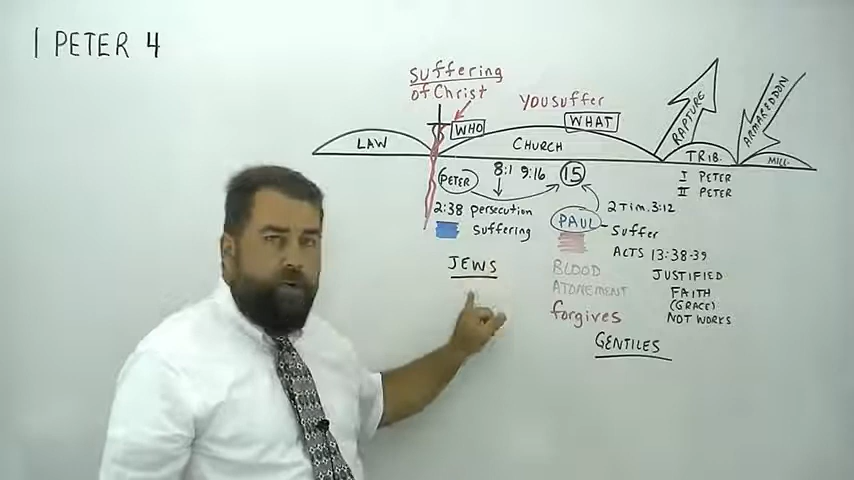 I PETER 4
Suffering
of Christ
YOU SUFFER
WHO
WHAT
LAW
CHURCH
RAPTURE
ARMAGEDDON
TRIB.
MILL.
I PETER
II PETER
PETER
8:1 9:16
15
2:38 persecution
suffering
PAUL
2 Tim. 3:12
Suffer
ACTS 13:38-39
JEWS
BLOOD
ATONEMENT
forgives
JUSTIFIED
FAITH
(GRACE)
NOT WORKS
GENTILES